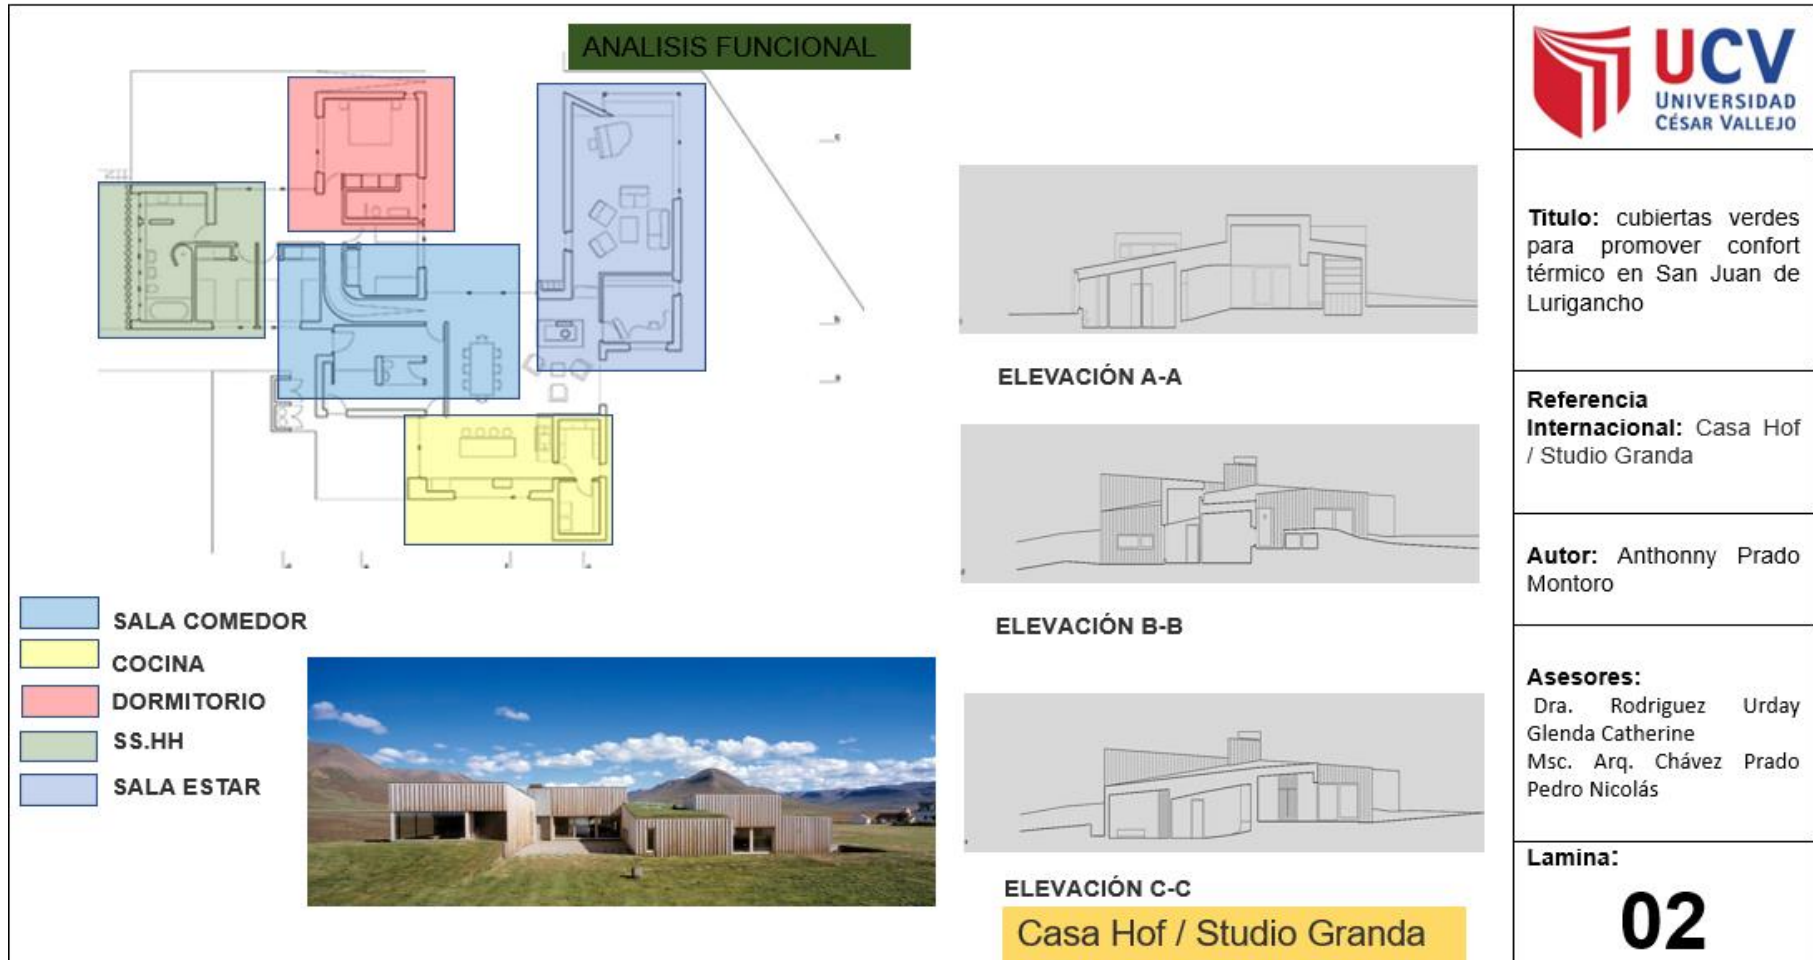 ANALISIS FUNCIONAL
SALA COMEDOR
COCINA
DORMITORIO
SS.HH
SALA ESTAR
ELEVACIÓN A-A
ELEVACIÓN B-B
ELEVACIÓN C-C
Casa Hof / Studio Granda
UCV
UNIVERSIDAD
CÉSAR VALLEJO
Titulo: cubiertas verdes
para promover confort
térmico en San Juan de
Lurigancho
Referencia
Internacional: Casa Hof
/ Studio Granda
Autor: Anthonny Prado
Montoro
Asesores:
Dra. Rodriguez Urday
Glenda Catherine
Msc. Arq. Chávez Prado
Pedro Nicolás
Lamina:
02